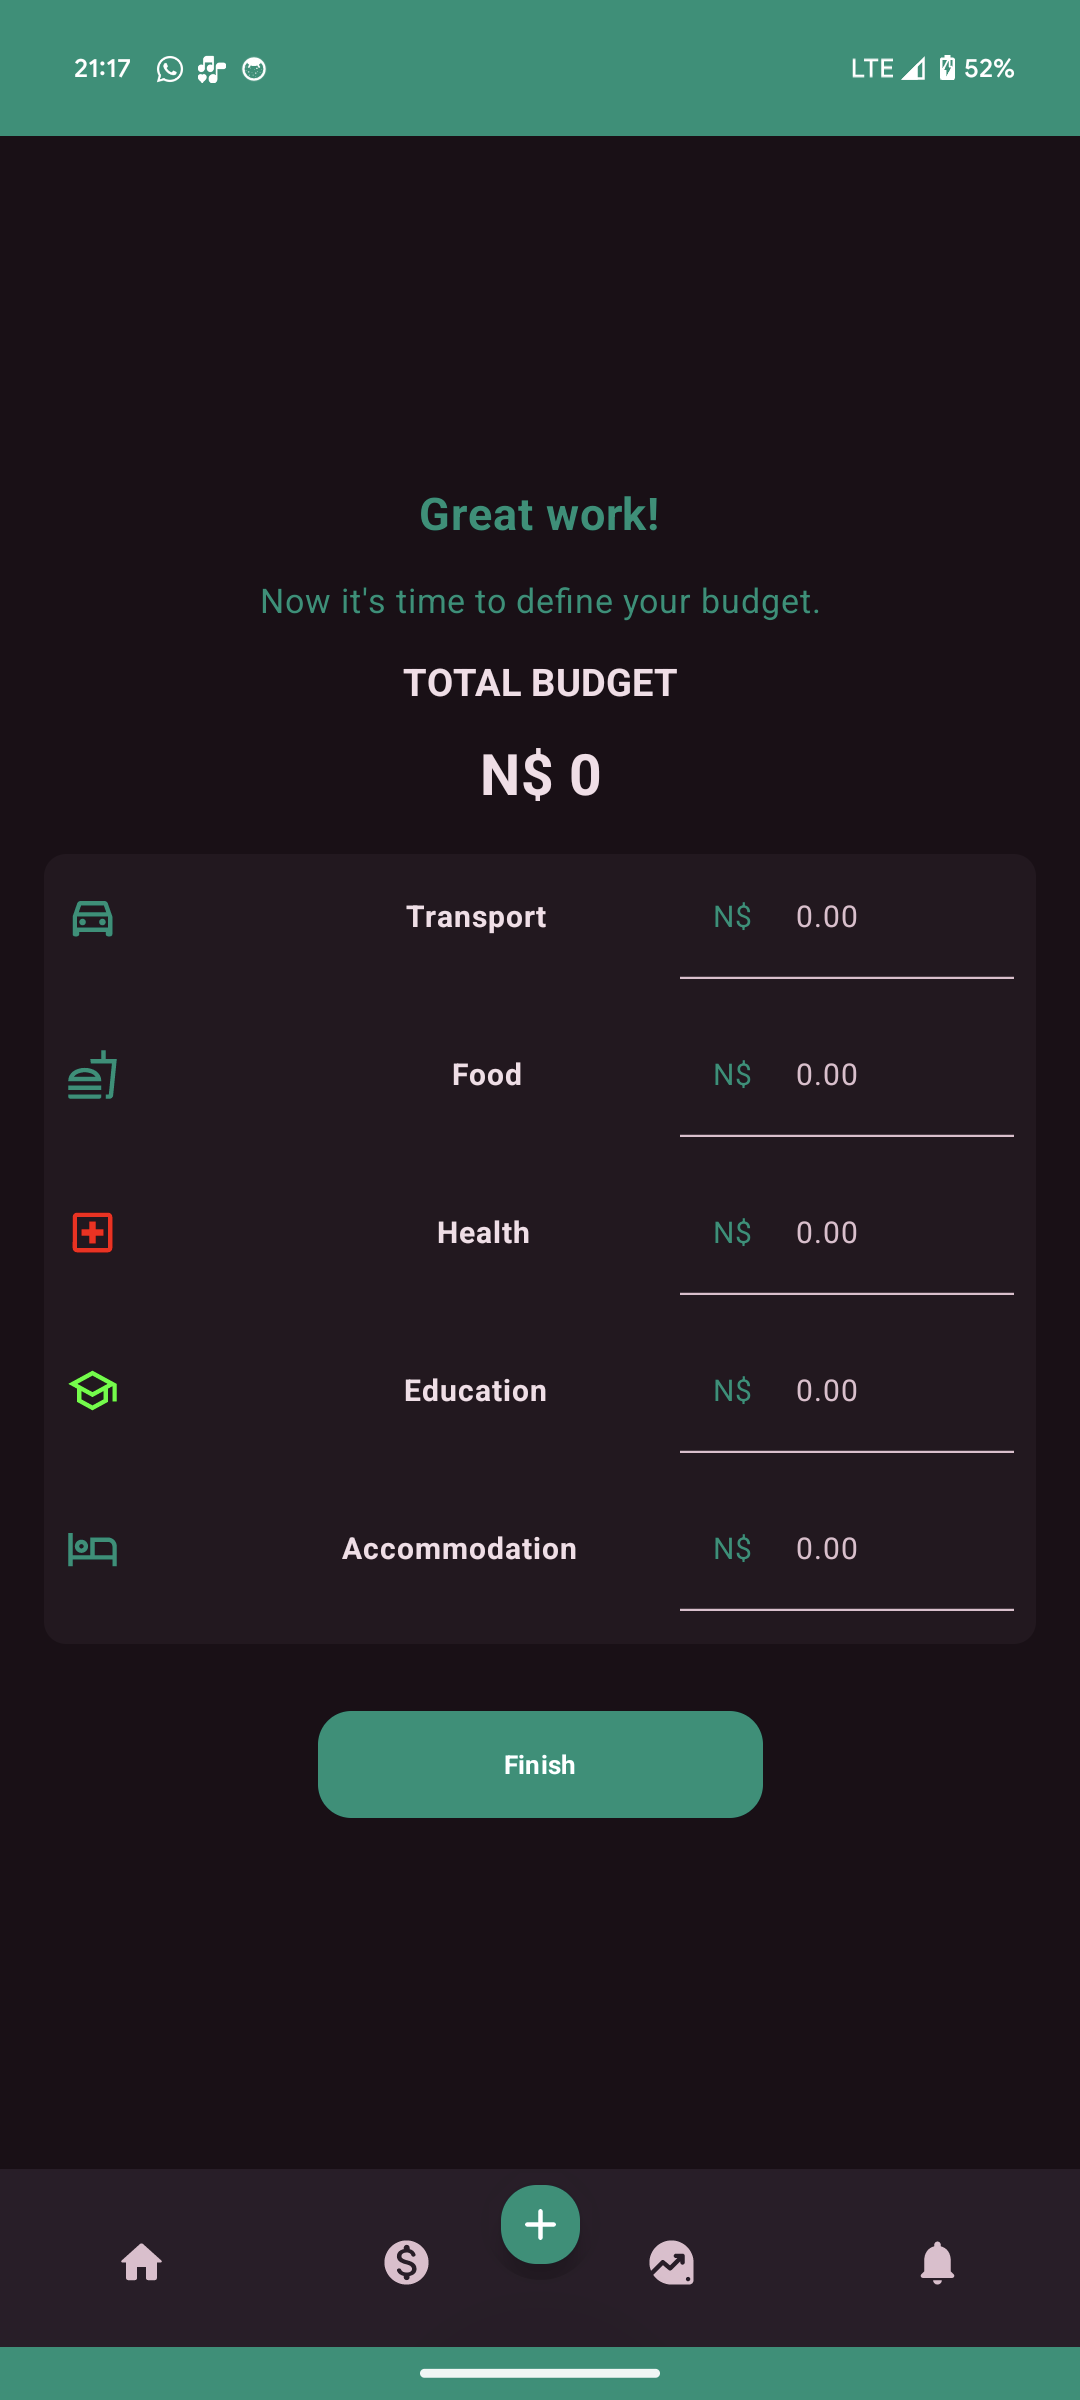 21:17 LTE 52%
Great work!
Now it's time to define your budget.
TOTAL BUDGET
N$ 0
Transport N$ 0.00
Food N$ 0.00
Health N$ 0.00
Education N$ 0.00
Accommodation N$ 0.00
Finish